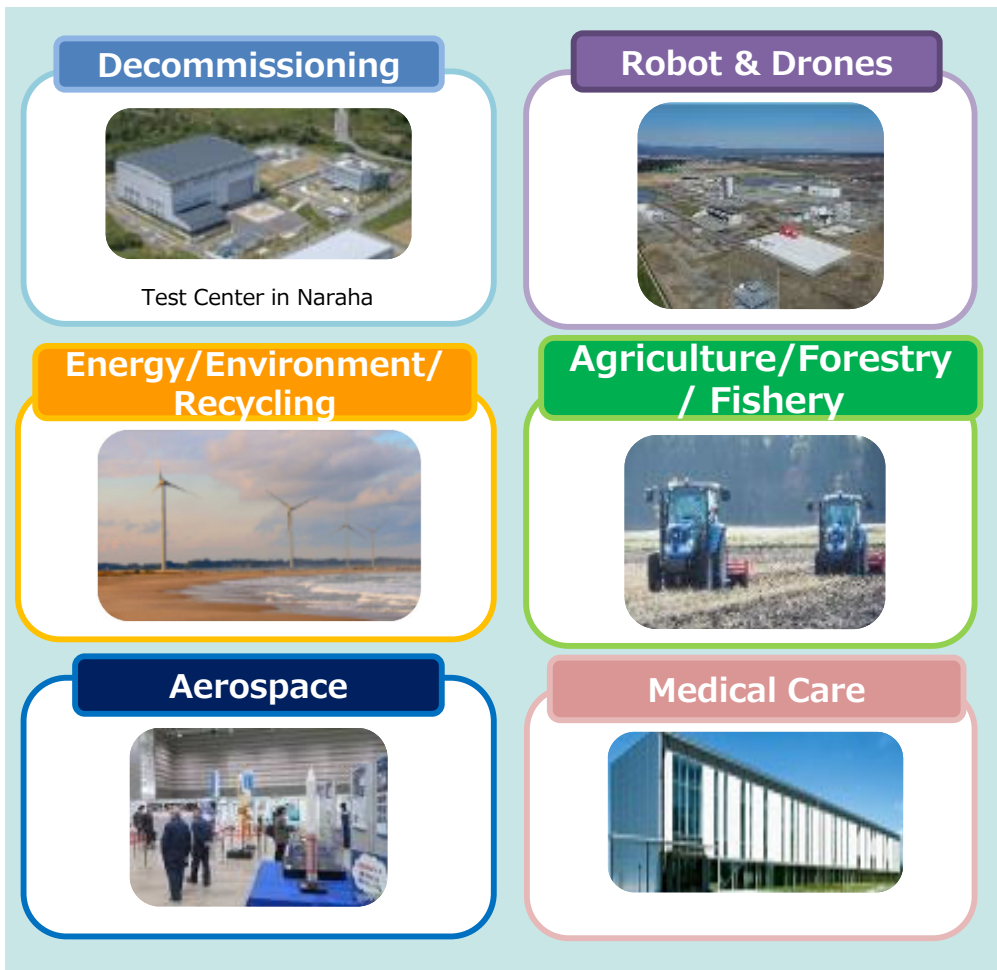 Decommissioning
Robot & Drones
Test Center in Naraha
Energy/Environment/
Recycling
Agriculture/Forestry
/ Fishery
Aerospace
Medical Care